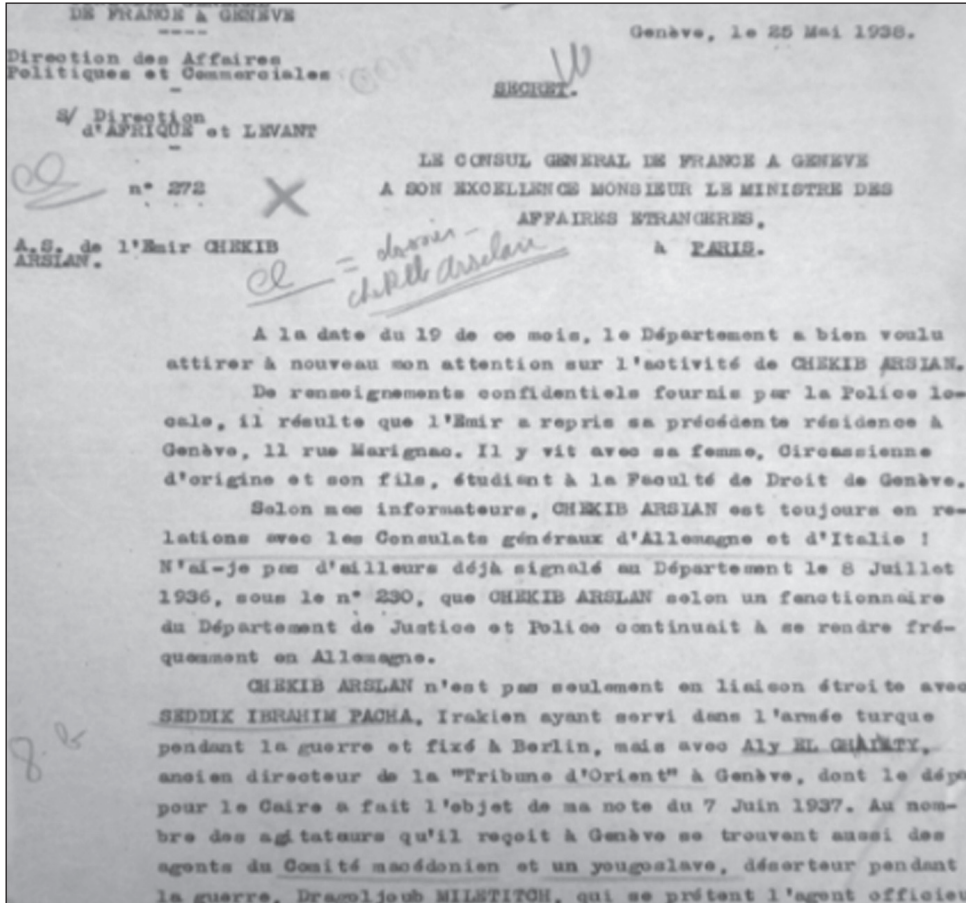 DE FRANCE A GENÈVE
Genève, le 25 Mai 1938.
Direction des Affaires
Politiques et Commerciales
SECRET.
S/ Direction
d'AFRIQUE et LEVANT
LE CONSUL GENERAL DE FRANCE A GENEVE
n° 272
A SON EXCELLENCE MONSIEUR LE MINISTRE DES
AFFAIRES ETRANGERES.
A.S. de l'Emir CHEKIB
ARSLAN.
à PARIS.
chekib Arselan
A la date du 19 de ce mois, le Département a bien voulu
attirer à nouveau mon attention sur l'activité de CHEKIB ARSLAN.
De renseignements confidentiels fournis par la Police lo-
cale, il résulte que l'Emir a repris sa précédente résidence à
Genève, 11 rue Marignac. Il y vit avec sa femme, Circassienne
d'origine et son fils, étudiant à la Faculté de Droit de Genève.
Selon mes informateurs, CHEKIB ARSLAN est toujours en re-
lations avec les Consulats généraux d'Allemagne et d'Italie !
N'ai-je pas d'ailleurs déjà signalé au Département le 8 Juillet
1936, sous le n° 230, que CHEKIB ARSLAN selon un fonctionnaire
du Département de Justice et Police continuait à se rendre fré-
quemment en Allemagne.
CHEKIB ARSLAN n'est pas seulement en liaison étroite avec
SEDDIK IBRAHIM PACHA, Irakien ayant servi dans l'armée turque
pendant la guerre et fixé à Berlin, mais avec Aly EL GHAIATY,
ancien directeur de la "Tribune d'Orient" à Genève, dont le dépa
pour le Caire a fait l'objet de ma note du 7 Juin 1937. Au nom-
bre des agitateurs qu'il reçoit à Genève se trouvent aussi des
agents du Comité macédonien et un yougoslave, déserteur pendant
la guerre, Dragoljoub MILETITCH, qui se prétent l'agent officieu